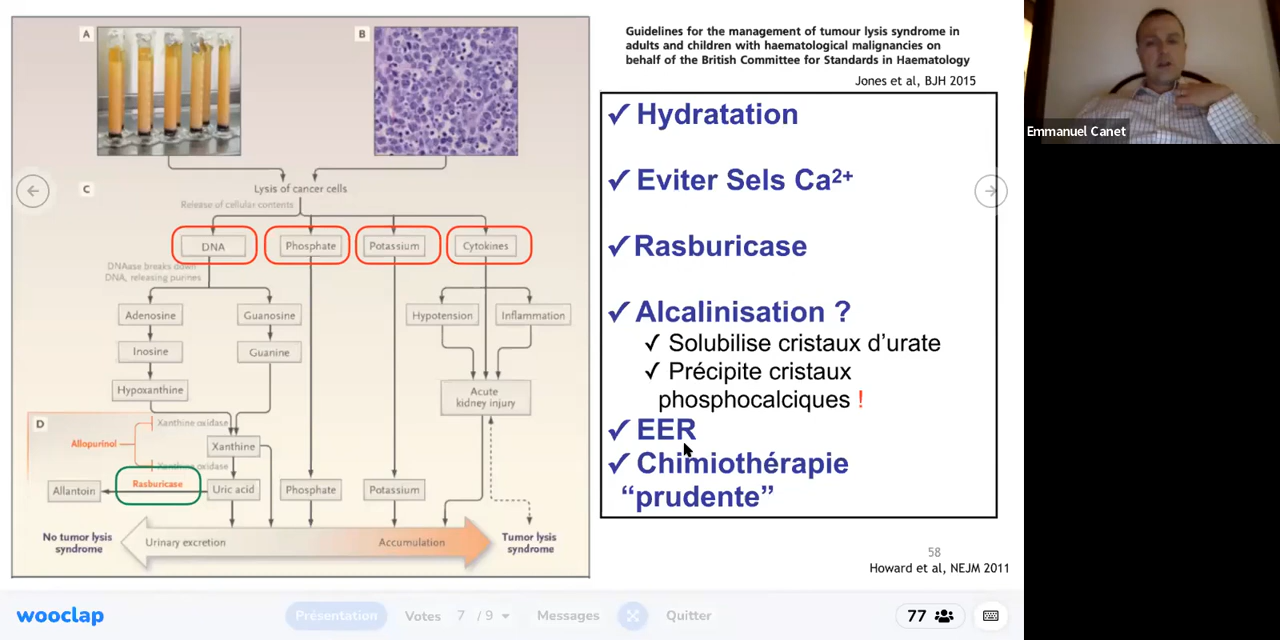 A
B
Lysis of cancer cells
C
Release of cellular contents
DNA
Phosphate
Potassium
Cytokines
DNAase breaks down
DNA, releasing purines
Adenosine
Guanosine
Hypotension
Inflammation
Inosine
Guanine
Hypoxanthine
Acute
kidney injury
D
Xanthine oxidase
Allopurinol
Xanthine
Xanthine oxidase
Rasburicase
Allantoin
Uric acid
Phosphate
Potassium
No tumor lysis
syndrome
Urinary excretion
Accumulation
Tumor lysis
syndrome
Guidelines for the management of tumour lysis syndrome in
adults and children with haematological malignancies on
behalf of the British Committee for Standards in Haematology
Jones et al, BJH 2015
✓ Hydratation
✓ Eviter Sels Ca²⁺
✓ Rasburicase
✓ Alcalinisation ?
✓ Solubilise cristaux d’urate
✓ Précipite cristaux
phosphocalciques !
✓ EER
✓ Chimiothérapie
“prudente”
58
Howard et al, NEJM 2011
Emmanuel Canet
wooclap
Présentation
Votes 7 / 9
Messages
Quitter
77